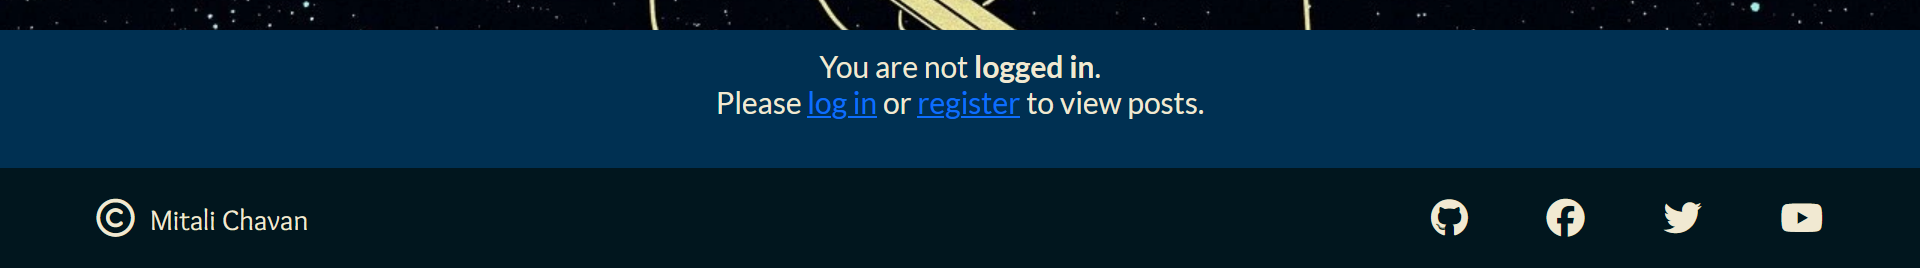 You are not logged in.
Please log in or register to view posts.
© Mitali Chavan